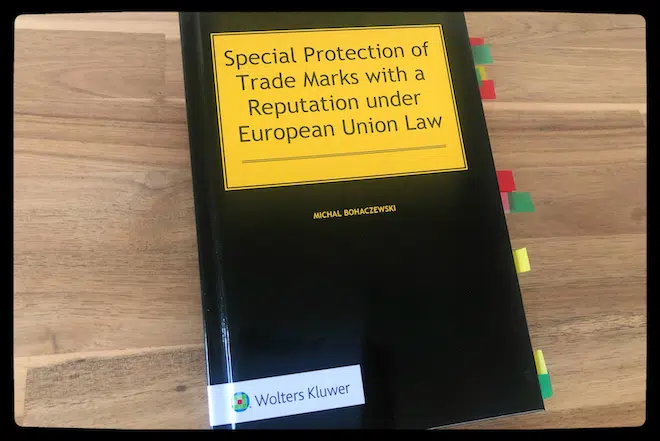 Special Protection of
Trade Marks with a
Reputation under
European Union Law
MICHAL BOHACZEWSKI
Wolters Kluwer